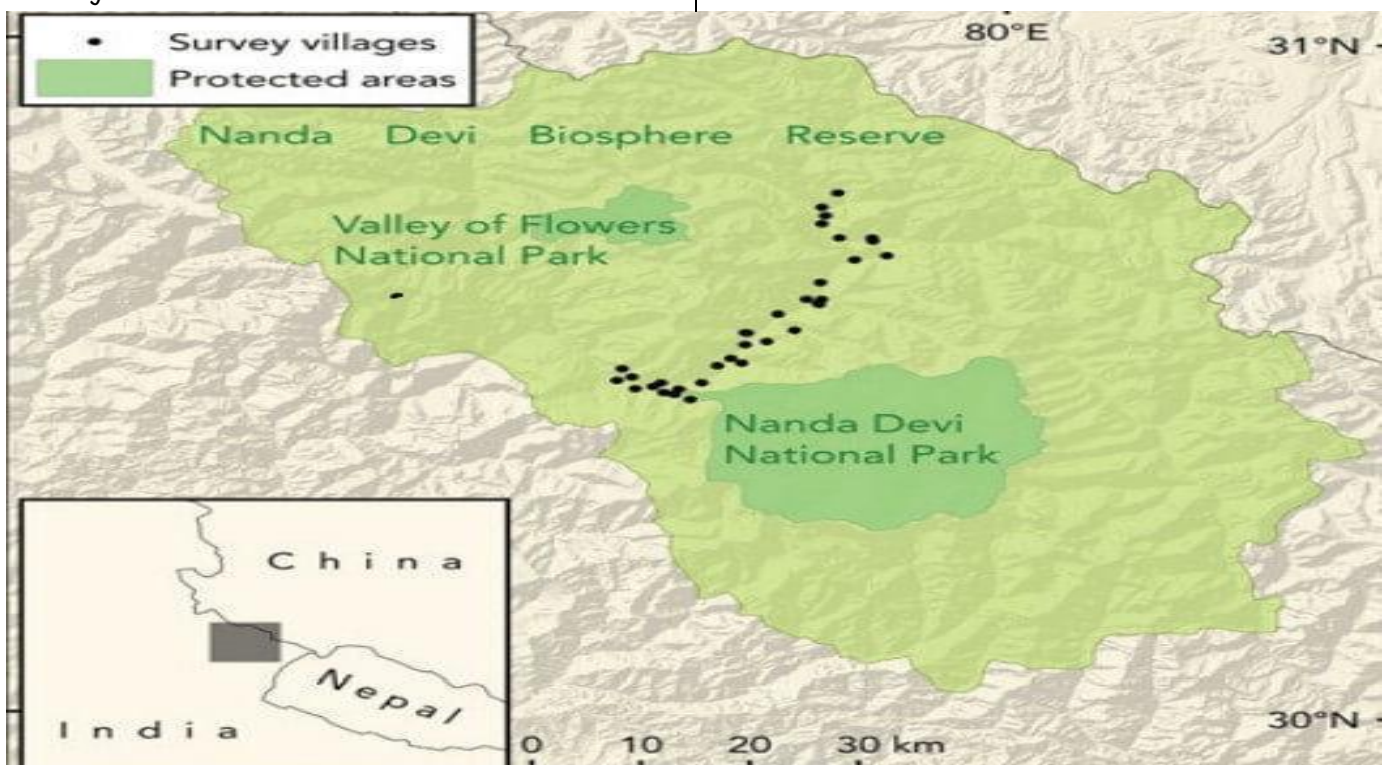 Survey villages
Protected areas
80°E
31°N
Nanda Devi Biosphere Reserve
Valley of Flowers
National Park
Nanda Devi
National Park
China
Nepal
India
30°N
0 10 20 30 km